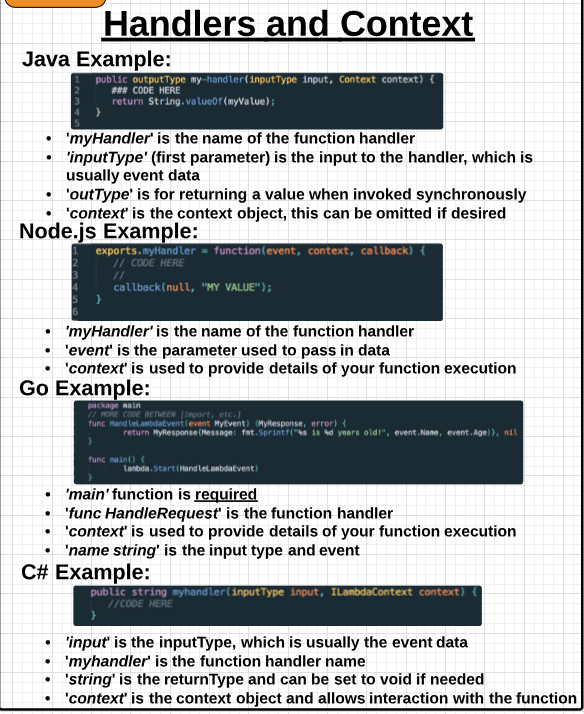 Handlers and Context
Java Example:
1 public outputType my-handler(inputType input, Context context) {
2 ### CODE HERE
3 return String.valueOf(myValue);
4 }
5
• 'myHandler' is the name of the function handler
• 'inputType' (first parameter) is the input to the handler, which is
usually event data
• 'outType' is for returning a value when invoked synchronously
• 'context' is the context object, this can be omitted if desired
Node.js Example:
1 exports.myHandler = function(event, context, callback) {
2 // CODE HERE
3 //
4 callback(null, "MY VALUE");
5 }
6
• 'myHandler' is the name of the function handler
• 'event' is the parameter used to pass in data
• 'context' is used to provide details of your function execution
Go Example:
package main
// MORE CODE BETWEEN [import, etc.]
func HandleLambdaEvent(event MyEvent) (MyResponse, error) {
return MyResponse{Message: fmt.Sprintf("%s is %d years old!", event.Name, event.Age)}, nil
}
func main() {
lambda.Start(HandleLambdaEvent)
}
• 'main' function is required
• 'func HandleRequest' is the function handler
• 'context' is used to provide details of your function execution
• 'name string' is the input type and event
C# Example:
public string myhandler(inputType input, ILambdaContext context) {
//CODE HERE
}
• 'input' is the inputType, which is usually the event data
• 'myhandler' is the function handler name
• 'string' is the returnType and can be set to void if needed
• 'context' is the context object and allows interaction with the function